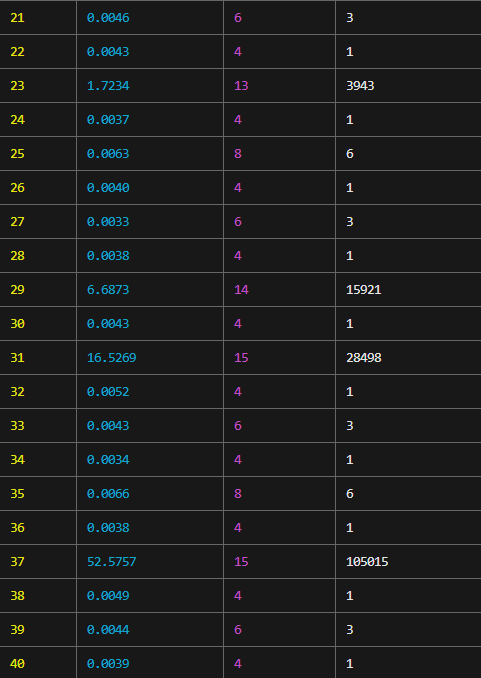 21 0.0046 6 3
22 0.0043 4 1
23 1.7234 13 3943
24 0.0037 4 1
25 0.0063 8 6
26 0.0040 4 1
27 0.0033 6 3
28 0.0038 4 1
29 6.6873 14 15921
30 0.0043 4 1
31 16.5269 15 28498
32 0.0052 4 1
33 0.0043 6 3
34 0.0034 4 1
35 0.0066 8 6
36 0.0038 4 1
37 52.5757 15 105015
38 0.0049 4 1
39 0.0044 6 3
40 0.0039 4 1